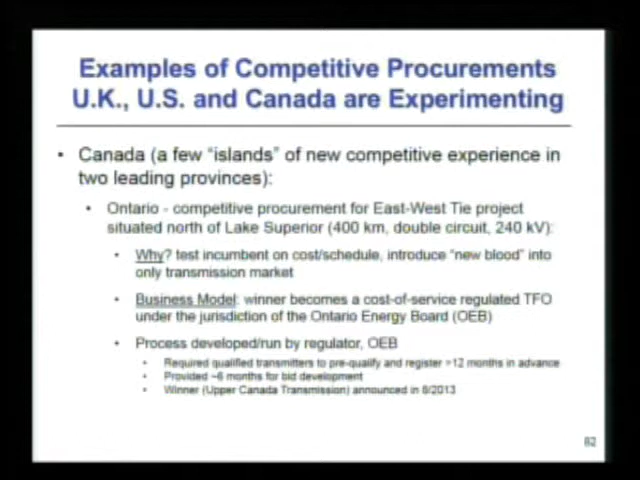 Examples of Competitive Procurements
U.K., U.S. and Canada are Experimenting
• Canada (a few "islands" of new competitive experience in
two leading provinces):
• Ontario - competitive procurement for East-West Tie project
situated north of Lake Superior (400 km, double circuit, 240 kV):
• Why? test incumbent on cost/schedule, introduce "new blood" into
only transmission market
• Business Model: winner becomes a cost-of-service regulated TFO
under the jurisdiction of the Ontario Energy Board (OEB)
• Process developed/run by regulator, OEB
• Required qualified transmitters to pre-qualify and register >12 months in advance
• Provided ~6 months for bid development
• Winner (Upper Canada Transmission) announced in 8/2013
82